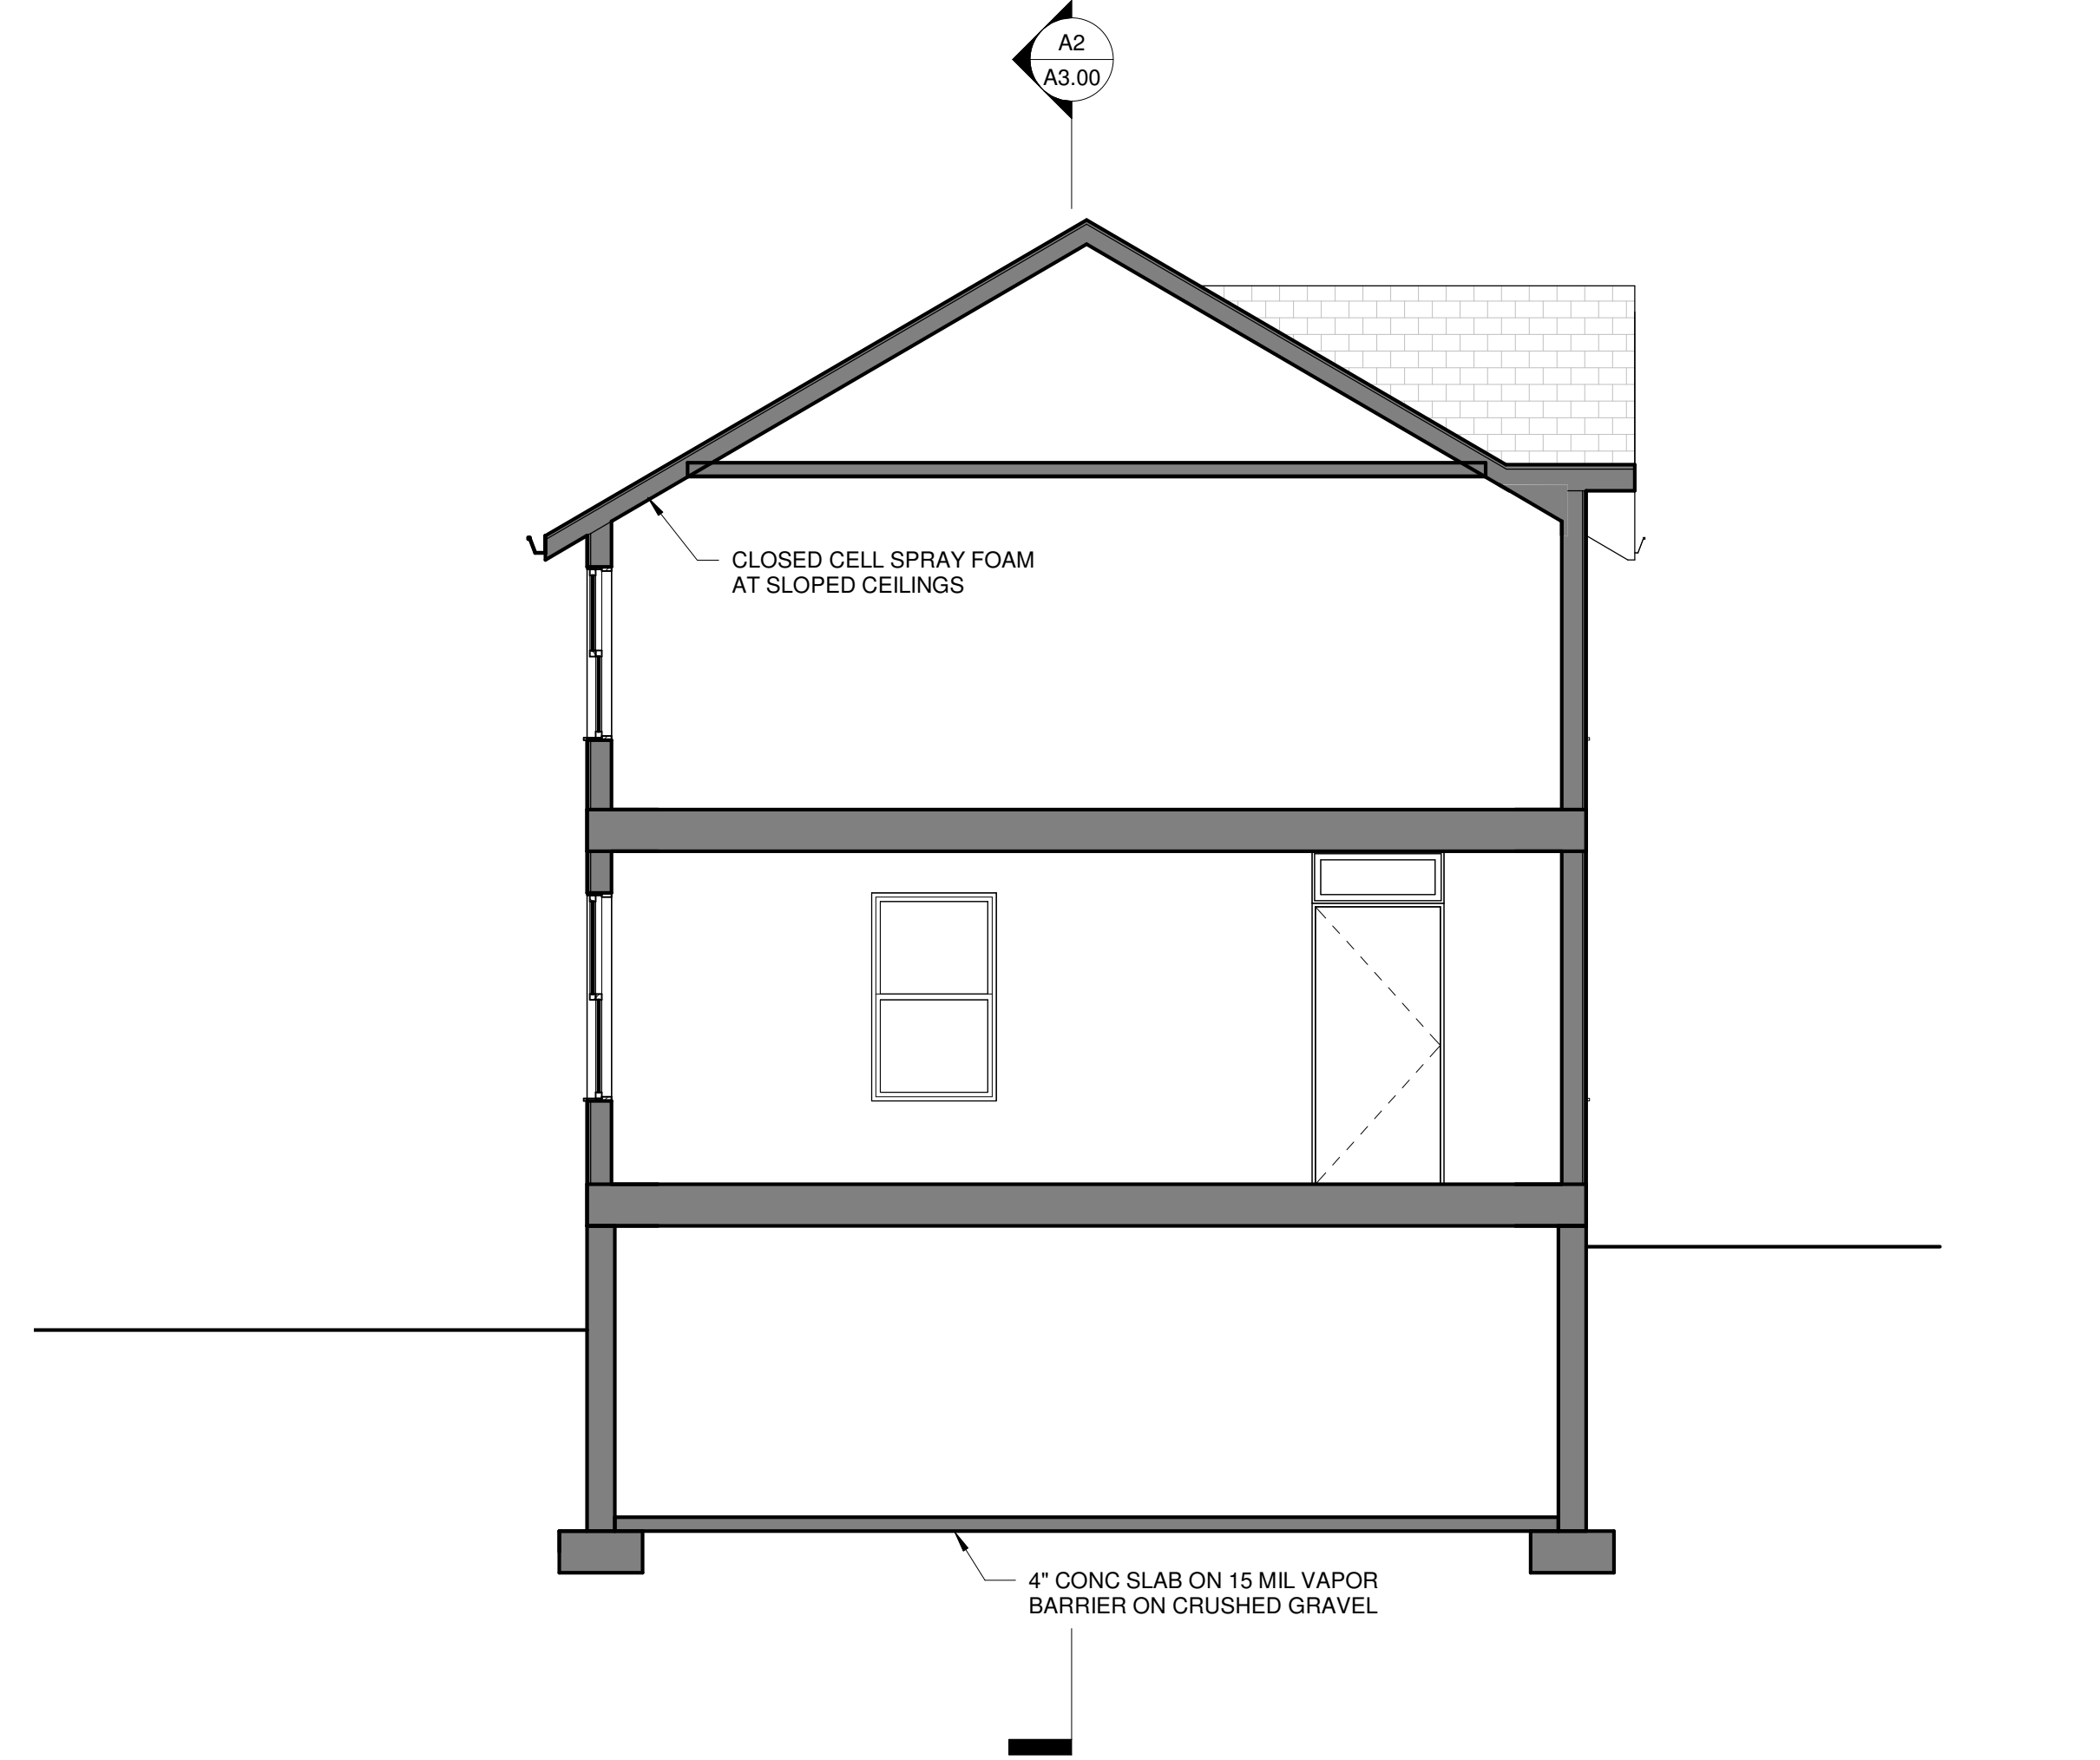 A2
A3.00
CLOSED CELL SPRAY FOAM
AT SLOPED CEILINGS
4" CONC SLAB ON 15 MIL VAPOR
BARRIER ON CRUSHED GRAVEL